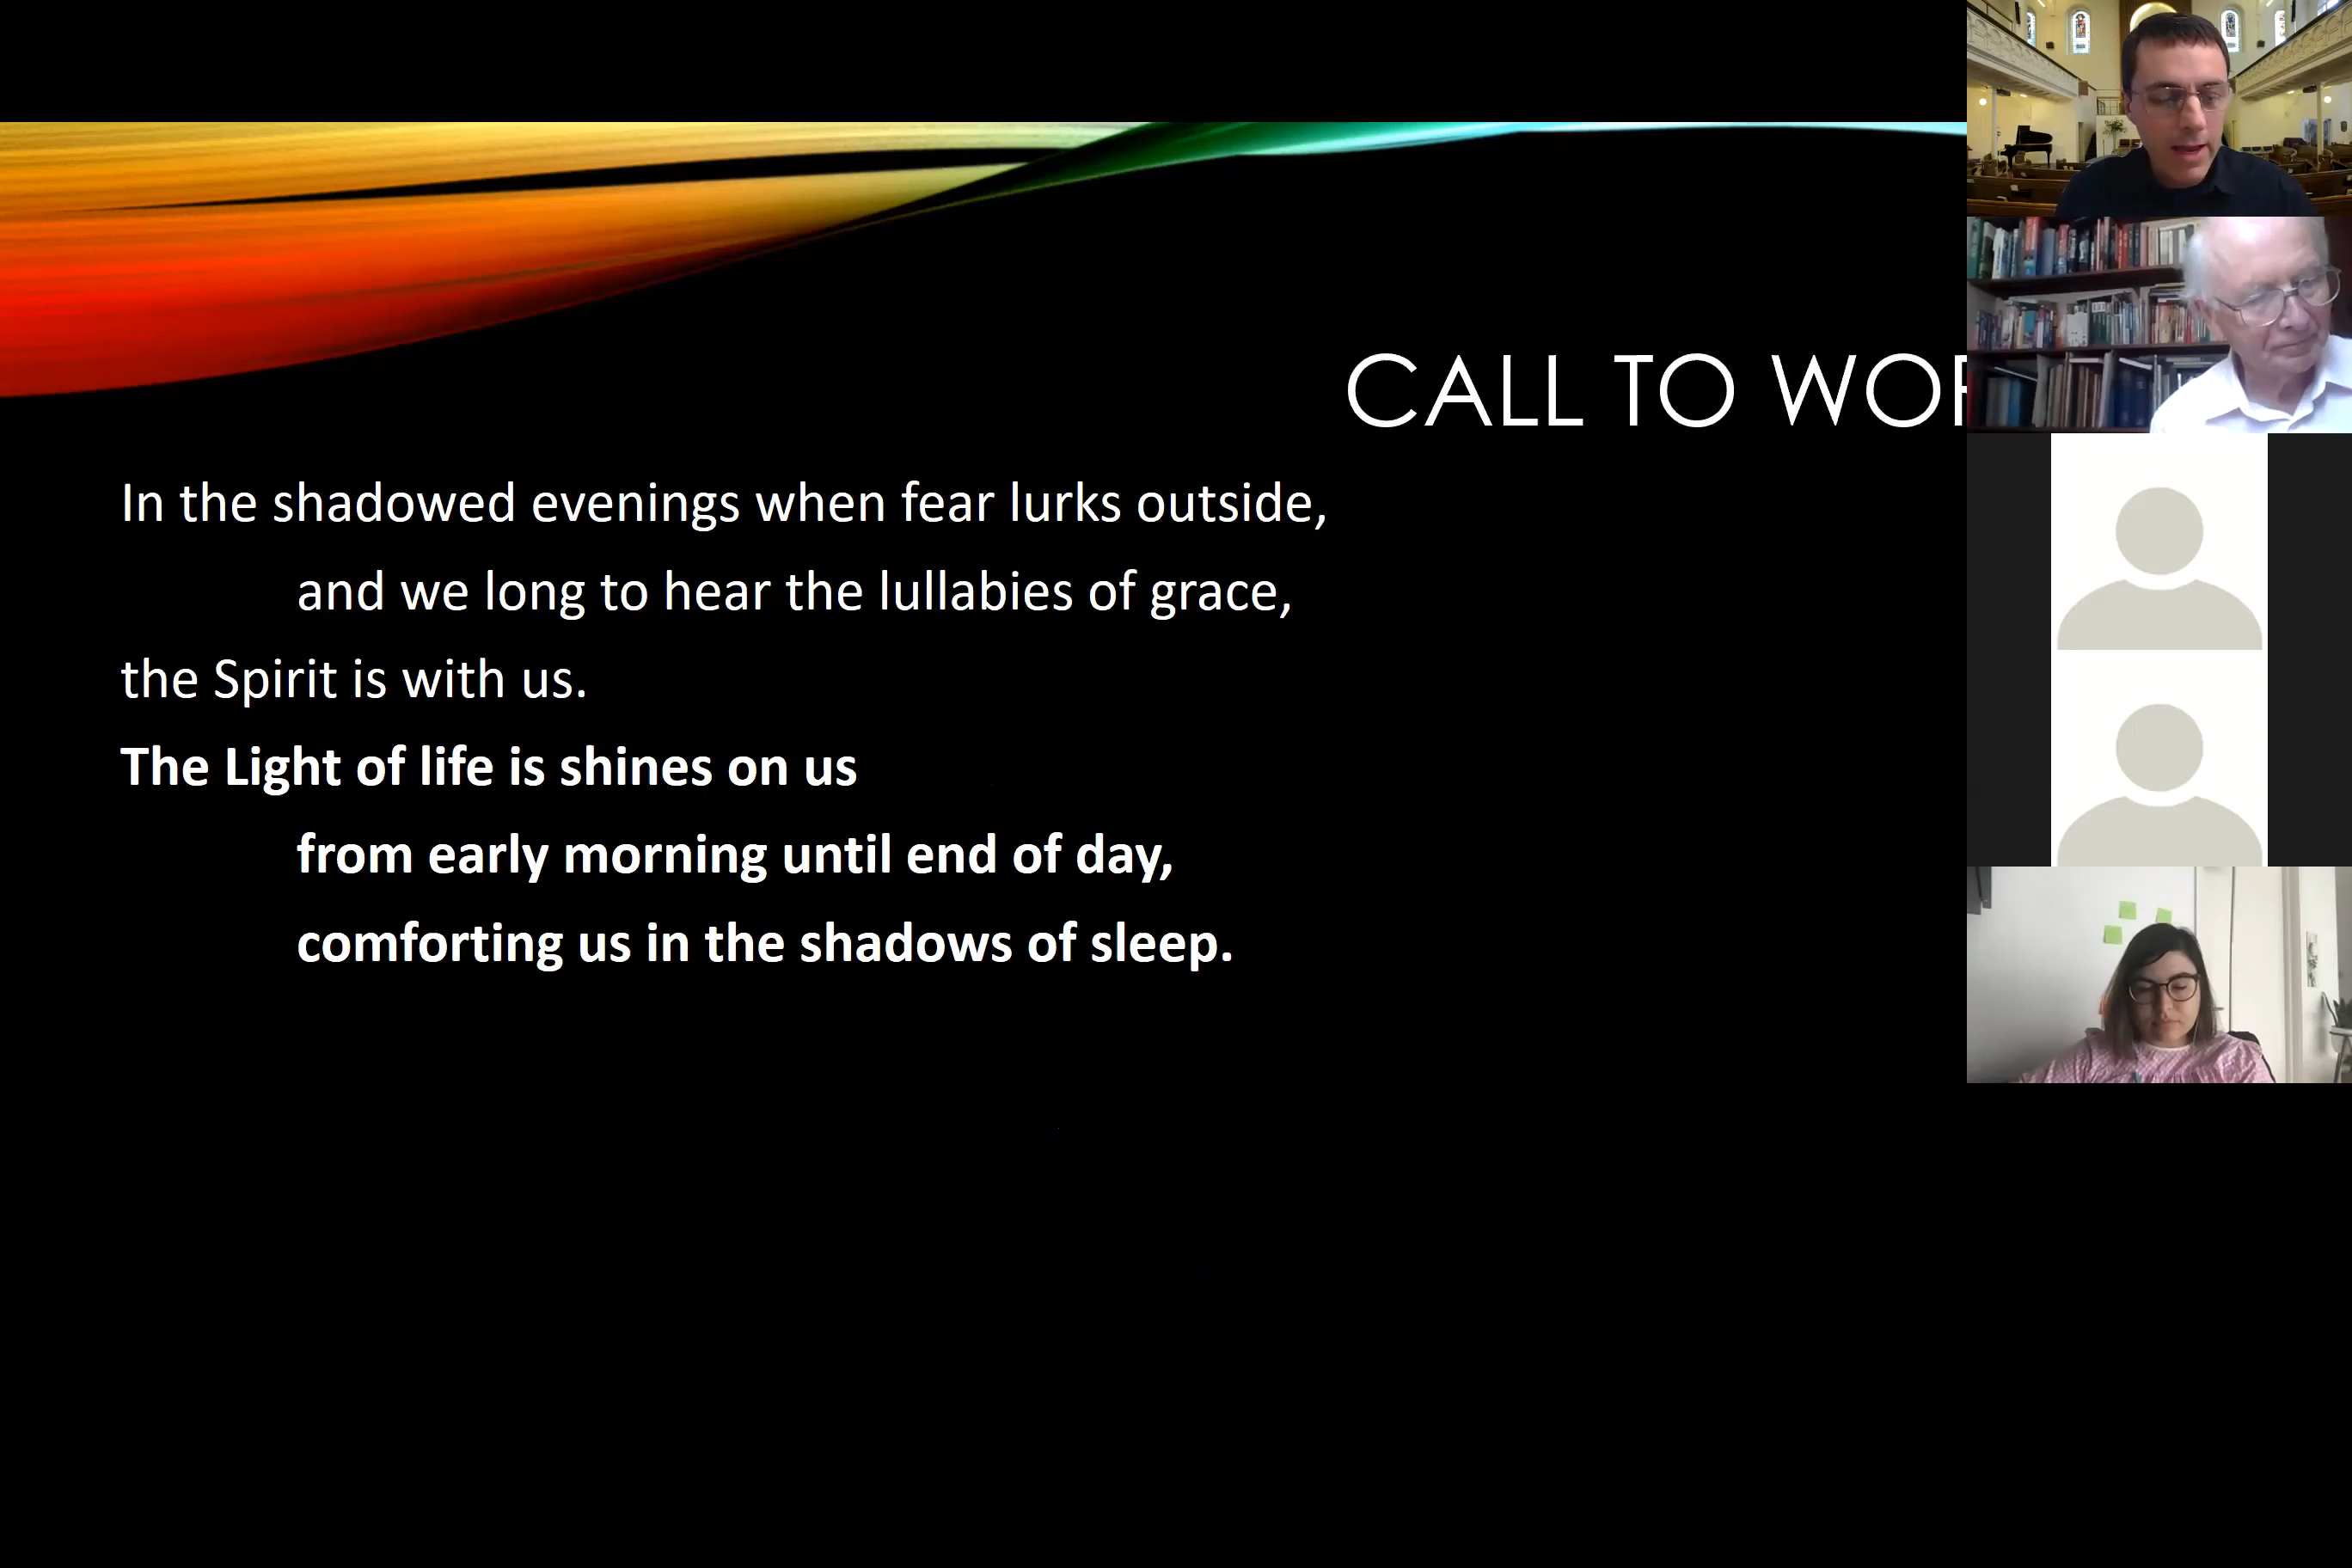 CALL TO WOR
In the shadowed evenings when fear lurks outside,
and we long to hear the lullabies of grace,
the Spirit is with us.
The Light of life is shines on us
from early morning until end of day,
comforting us in the shadows of sleep.